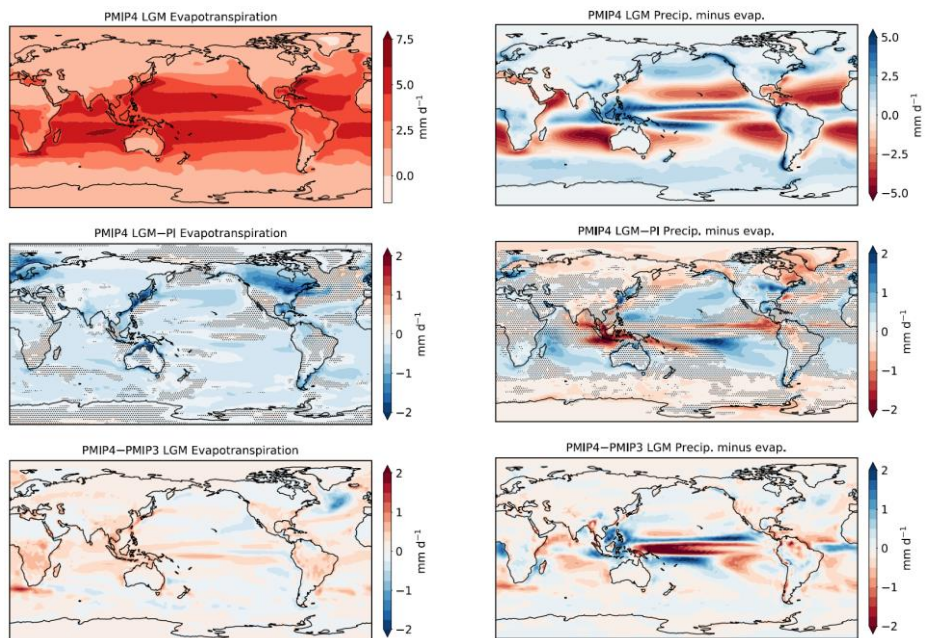 PMIP4 LGM Evapotranspiration
7.5
5.0
2.5
0.0
mm d⁻¹
PMIP4 LGM Precip. minus evap.
5.0
2.5
0.0
−2.5
−5.0
mm d⁻¹
PMIP4 LGM−PI Evapotranspiration
2
1
0
−1
−2
mm d⁻¹
PMIP4 LGM−PI Precip. minus evap.
2
1
0
−1
−2
mm d⁻¹
PMIP4−PMIP3 LGM Evapotranspiration
2
1
0
−1
−2
mm d⁻¹
PMIP4−PMIP3 LGM Precip. minus evap.
2
1
0
−1
−2
mm d⁻¹